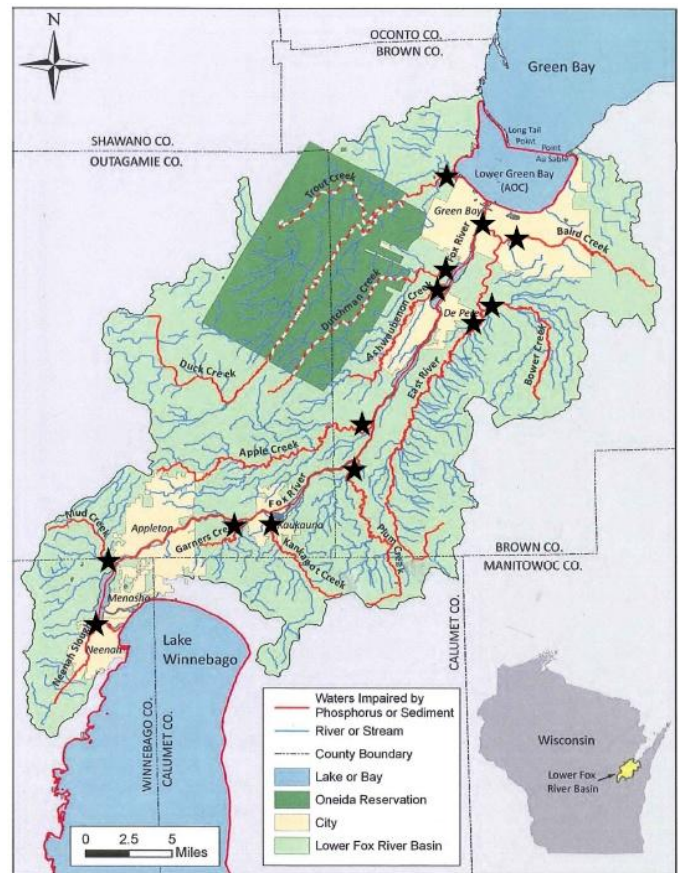 N
OCONTO CO.
BROWN CO.
Green Bay
SHAWANO CO.
OUTAGAMIE CO.
Long Tail
Point
Point
Au Sable
Lower Green Bay
(AOC)
Trout Creek
Green Bay
Fox River
Baird Creek
Dutchman Creek
Ashwaubenon Creek
De Pere
Duck Creek
East River
Bower Creek
Apple Creek
Fox River
Mud Creek
Appleton
Garners Creek
Kaukauna
Plum Creek
Kankapot Creek
BROWN CO.
MANITOWOC CO.
Menasha
Neenah Slough
Neenah
Lake
Winnebago
CALUMET CO.
WINNEBAGO CO.
CALUMET CO.
Waters Impaired by
Phosphorus or Sediment
River or Stream
County Boundary
Lake or Bay
Oneida Reservation
City
Lower Fox River Basin
Wisconsin
Lower Fox
River Basin
0 2.5 5
Miles